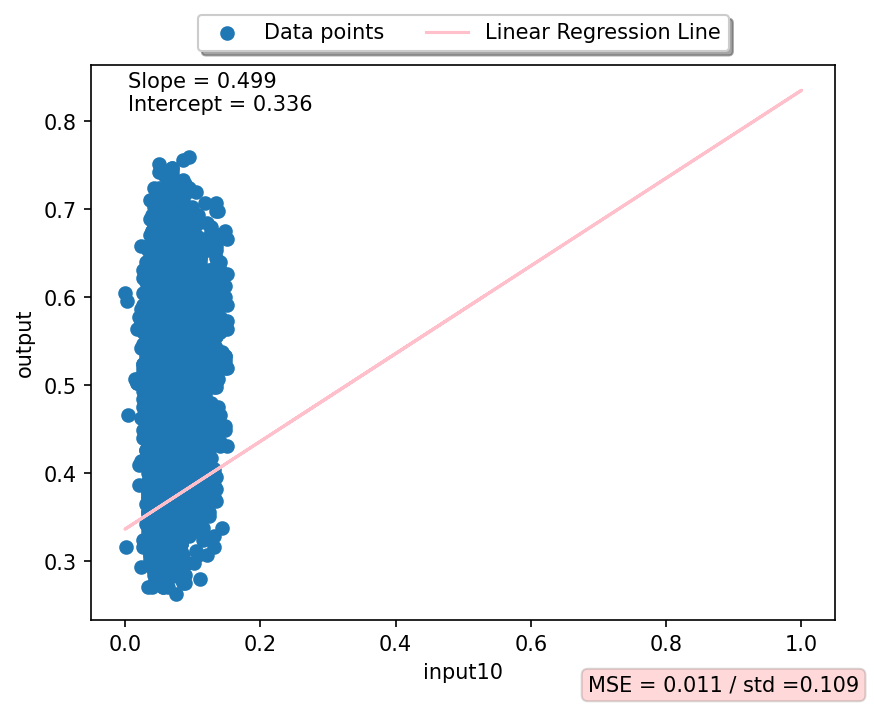 Data points
Linear Regression Line
Slope = 0.499
Intercept = 0.336
0.8
0.7
0.6
0.5
0.4
0.3
output
0.0
0.2
0.4
0.6
0.8
1.0
input10
MSE = 0.011 / std =0.109